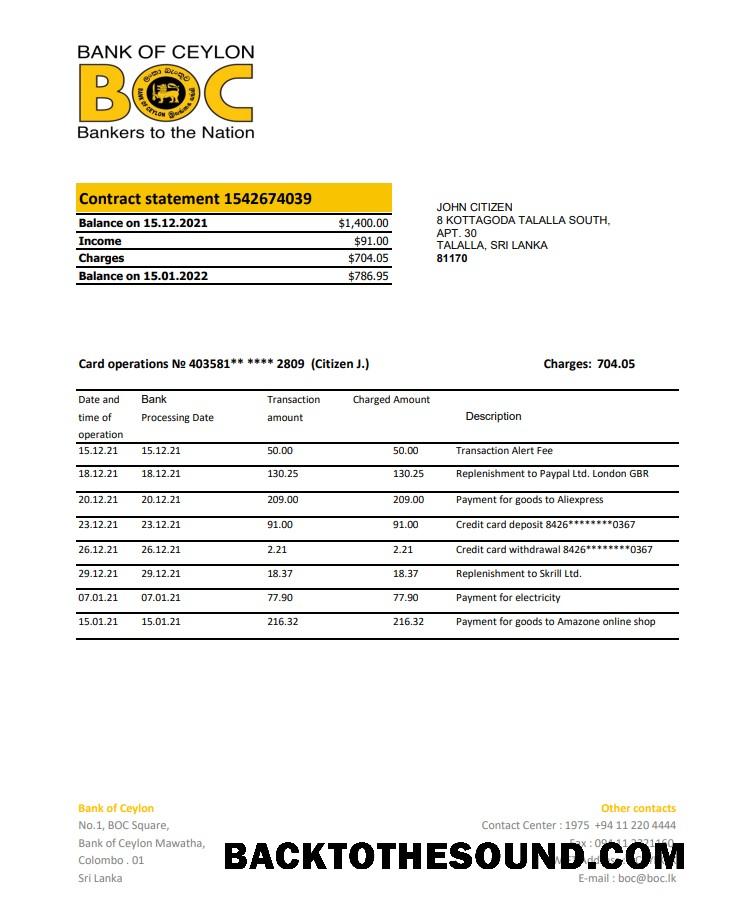 BANK OF CEYLON
BOC
Bankers to the Nation
Contract statement 1542674039
Balance on 15.12.2021 $1,400.00
Income $91.00
Charges $704.05
Balance on 15.01.2022 $786.95
JOHN CITIZEN
8 KOTTAGODA TALALLA SOUTH,
APT. 30
TALALLA, SRI LANKA
81170
Card operations № 403581** **** 2809 (Citizen J.) Charges: 704.05
Date and Bank Transaction Charged Amount
time of Processing Date amount Description
operation
15.12.21 15.12.21 50.00 50.00 Transaction Alert Fee
18.12.21 18.12.21 130.25 130.25 Replenishment to Paypal Ltd. London GBR
20.12.21 20.12.21 209.00 209.00 Payment for goods to Aliexpress
23.12.21 23.12.21 91.00 91.00 Credit card deposit 8426********0367
26.12.21 26.12.21 2.21 2.21 Credit card withdrawal 8426********0367
29.12.21 29.12.21 18.37 18.37 Replenishment to Skrill Ltd.
07.01.21 07.01.21 77.90 77.90 Payment for electricity
15.01.21 15.01.21 216.32 216.32 Payment for goods to Amazone online shop
Bank of Ceylon Other contacts
No.1, BOC Square, Contact Center : 1975 +94 11 220 4444
Bank of Ceylon Mawatha, Fax :
Colombo . 01
BACKTOTHESOUND.COM
Sri Lanka E-mail : boc@boc.lk